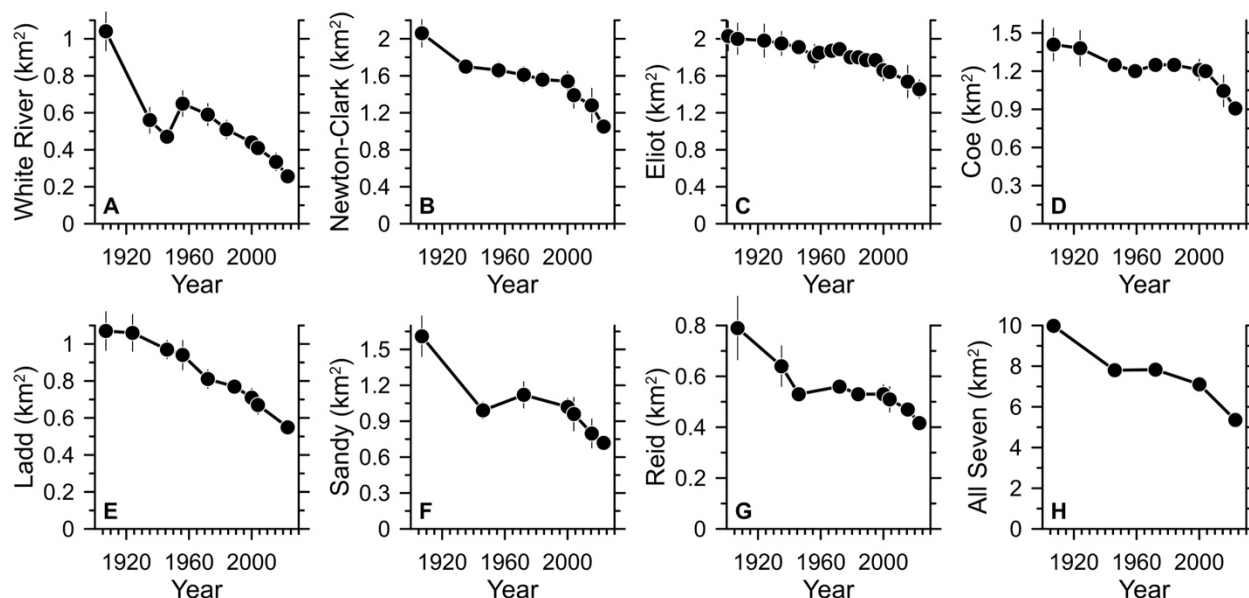 White River (km²)
1
0.8
0.6
0.4
0.2
0
A
1920 1960 2000
Year
Newton-Clark (km²)
2
1.6
1.2
0.8
0.4
0
B
1920 1960 2000
Year
Eliot (km²)
2
1.6
1.2
0.8
0.4
0
C
1920 1960 2000
Year
Coe (km²)
1.5
1.2
0.9
0.6
0.3
0
D
1920 1960 2000
Year
Ladd (km²)
1
0.8
0.6
0.4
0.2
0
E
1920 1960 2000
Year
Sandy (km²)
1.5
1.2
0.9
0.6
0.3
0
F
1920 1960 2000
Year
Reid (km²)
0.8
0.6
0.4
0.2
0
G
1920 1960 2000
Year
All Seven (km²)
10
8
6
4
2
0
H
1920 1960 2000
Year